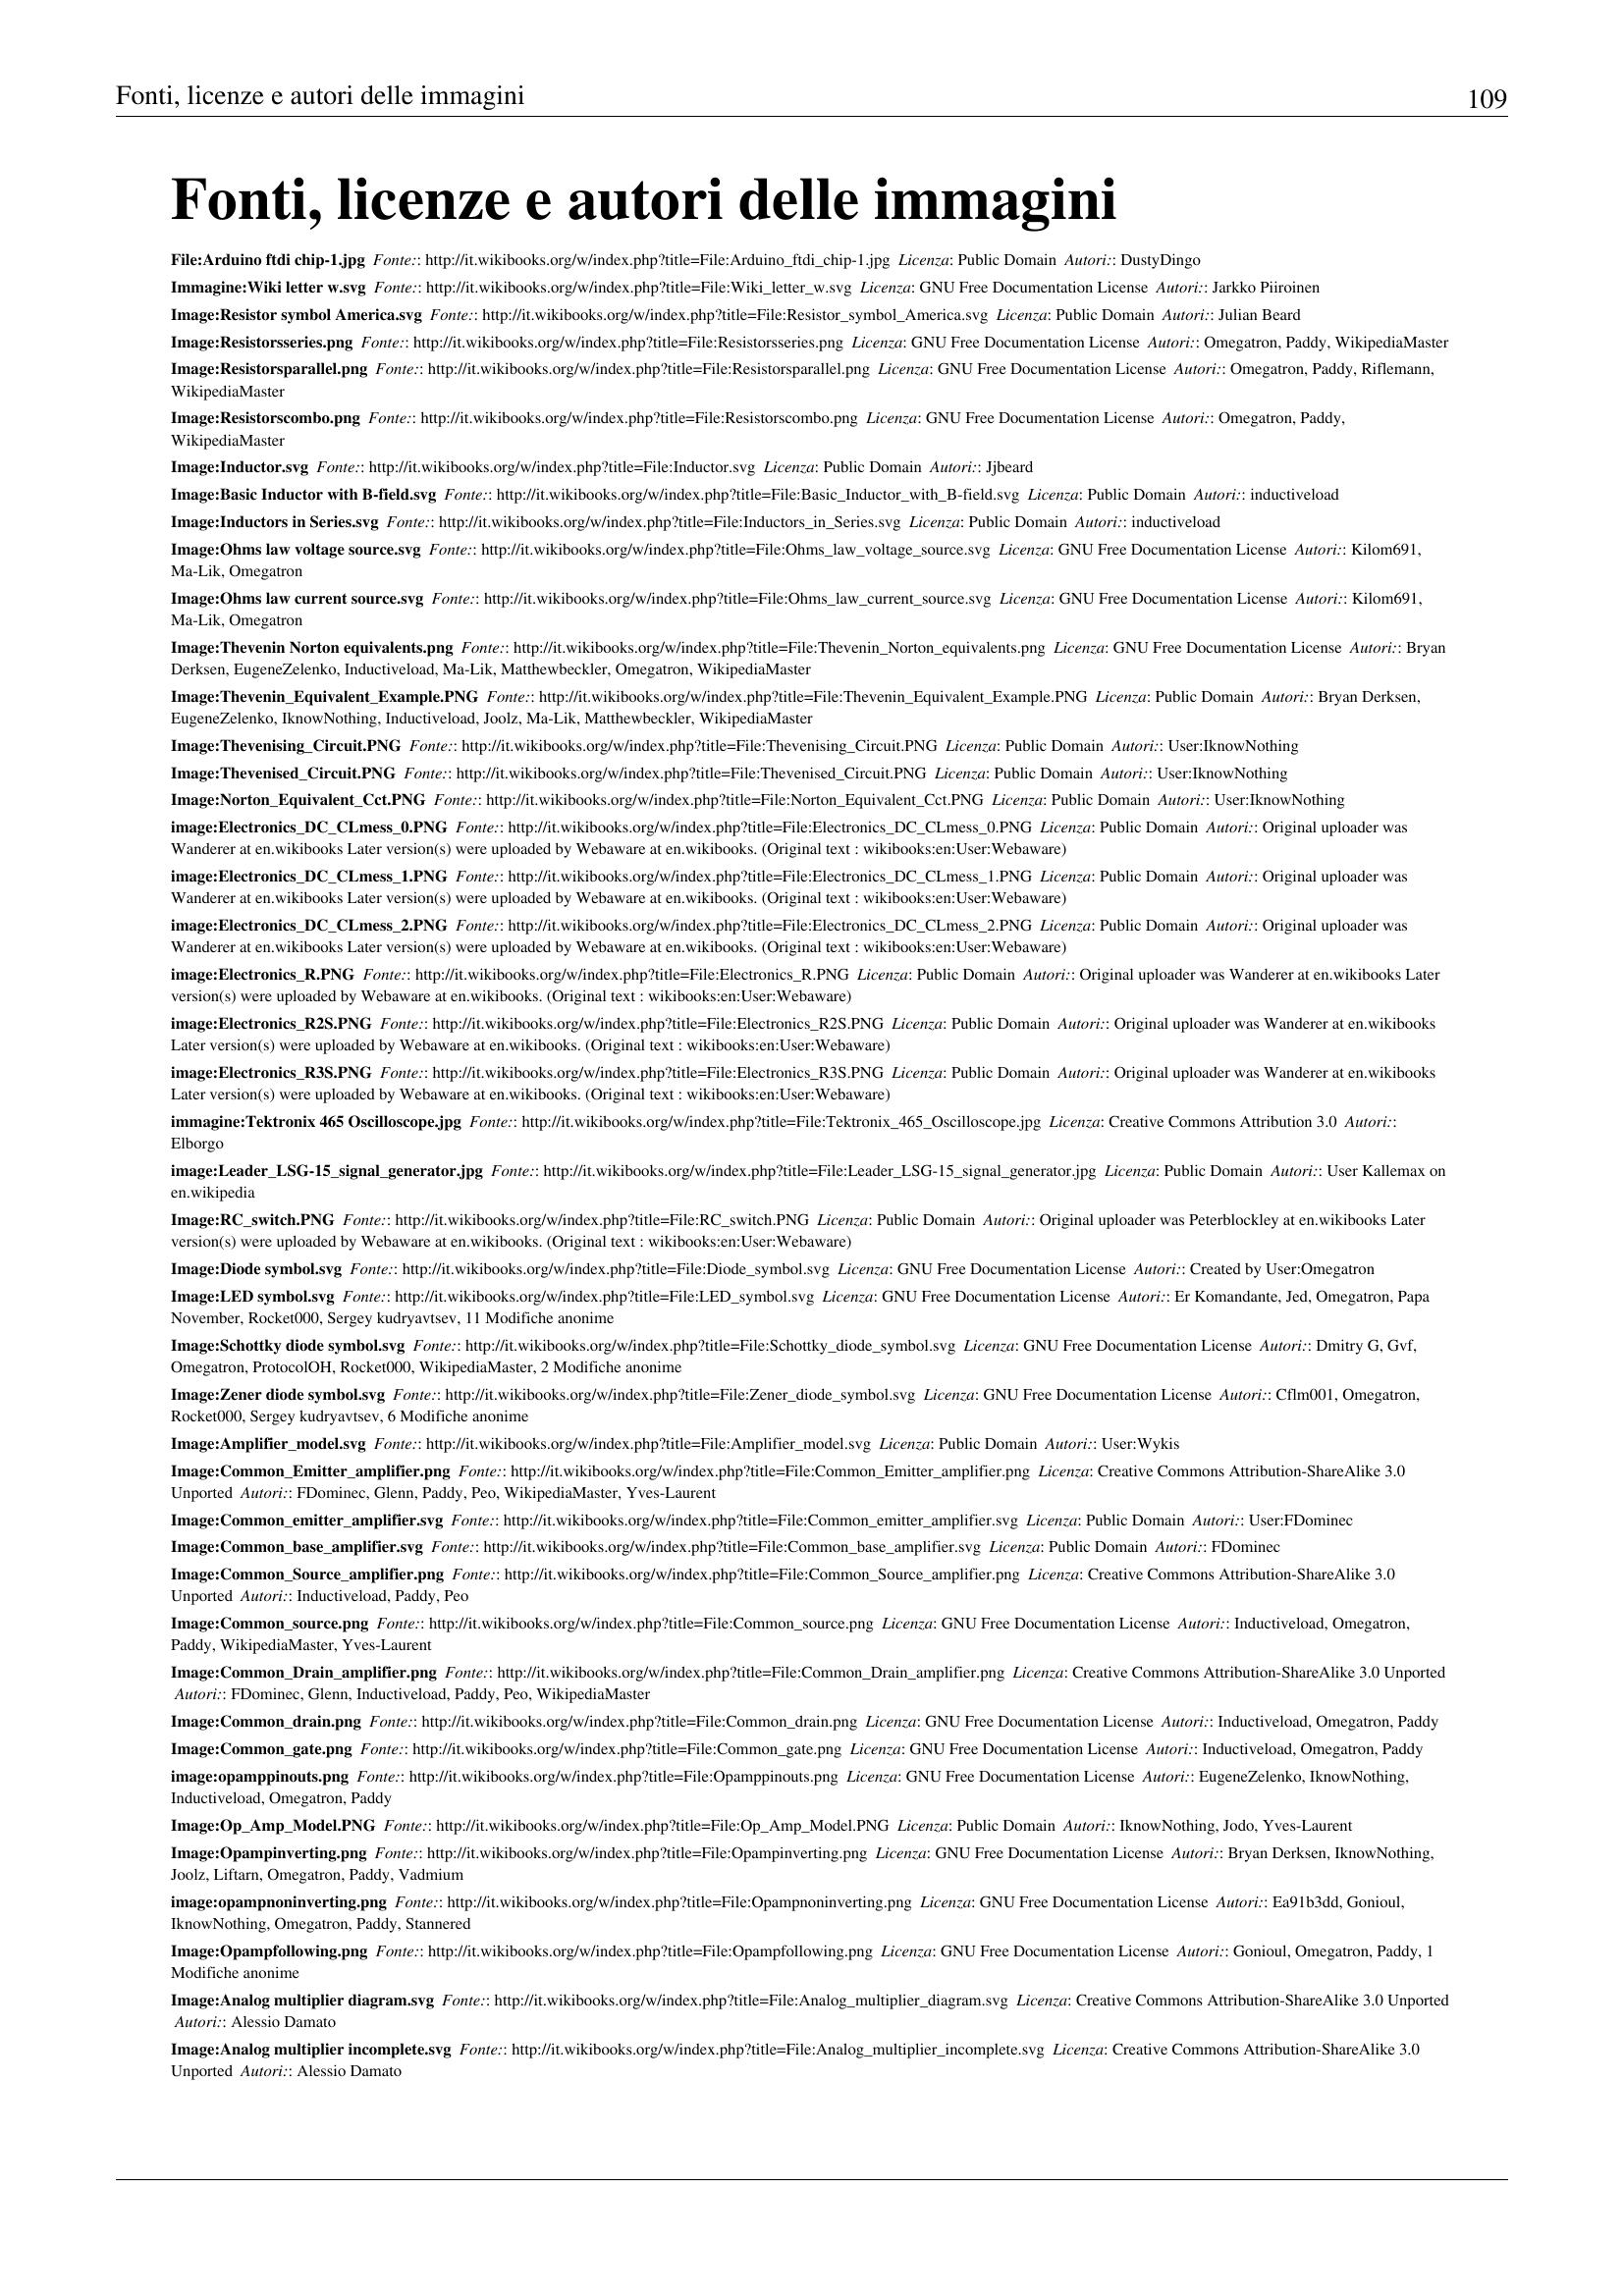 Fonti, licenze e autori delle immagini
109
Fonti, licenze e autori delle immagini
File:Arduino ftdi chip-1.jpg Fonte:: http://it.wikibooks.org/w/index.php?title=File:Arduino_ftdi_chip-1.jpg Licenza: Public Domain Autori:: DustyDingo
Immagine:Wiki letter w.svg Fonte:: http://it.wikibooks.org/w/index.php?title=File:Wiki_letter_w.svg Licenza: GNU Free Documentation License Autori:: Jarkko Piiroinen
Image:Resistor symbol America.svg Fonte:: http://it.wikibooks.org/w/index.php?title=File:Resistor_symbol_America.svg Licenza: Public Domain Autori:: Julian Beard
Image:Resistorsseries.png Fonte:: http://it.wikibooks.org/w/index.php?title=File:Resistorsseries.png Licenza: GNU Free Documentation License Autori:: Omegatron, Paddy, WikipediaMaster
Image:Resistorsparallel.png Fonte:: http://it.wikibooks.org/w/index.php?title=File:Resistorsparallel.png Licenza: GNU Free Documentation License Autori:: Omegatron, Paddy, Riflemann,
WikipediaMaster
Image:Resistorscombo.png Fonte:: http://it.wikibooks.org/w/index.php?title=File:Resistorscombo.png Licenza: GNU Free Documentation License Autori:: Omegatron, Paddy,
WikipediaMaster
Image:Inductor.svg Fonte:: http://it.wikibooks.org/w/index.php?title=File:Inductor.svg Licenza: Public Domain Autori:: Jjbeard
Image:Basic Inductor with B-field.svg Fonte:: http://it.wikibooks.org/w/index.php?title=File:Basic_Inductor_with_B-field.svg Licenza: Public Domain Autori:: inductiveload
Image:Inductors in Series.svg Fonte:: http://it.wikibooks.org/w/index.php?title=File:Inductors_in_Series.svg Licenza: Public Domain Autori:: inductiveload
Image:Ohms law voltage source.svg Fonte:: http://it.wikibooks.org/w/index.php?title=File:Ohms_law_voltage_source.svg Licenza: GNU Free Documentation License Autori:: Kilom691,
Ma-Lik, Omegatron
Image:Ohms law current source.svg Fonte:: http://it.wikibooks.org/w/index.php?title=File:Ohms_law_current_source.svg Licenza: GNU Free Documentation License Autori:: Kilom691,
Ma-Lik, Omegatron
Image:Thevenin Norton equivalents.png Fonte:: http://it.wikibooks.org/w/index.php?title=File:Thevenin_Norton_equivalents.png Licenza: GNU Free Documentation License Autori:: Bryan
Derksen, EugeneZelenko, Inductiveload, Ma-Lik, Matthewbeckler, Omegatron, WikipediaMaster
Image:Thevenin_Equivalent_Example.PNG Fonte:: http://it.wikibooks.org/w/index.php?title=File:Thevenin_Equivalent_Example.PNG Licenza: Public Domain Autori:: Bryan Derksen,
EugeneZelenko, IknowNothing, Inductiveload, Joolz, Ma-Lik, Matthewbeckler, WikipediaMaster
Image:Thevenising_Circuit.PNG Fonte:: http://it.wikibooks.org/w/index.php?title=File:Thevenising_Circuit.PNG Licenza: Public Domain Autori:: User:IknowNothing
Image:Thevenised_Circuit.PNG Fonte:: http://it.wikibooks.org/w/index.php?title=File:Thevenised_Circuit.PNG Licenza: Public Domain Autori:: User:IknowNothing
Image:Norton_Equivalent_Cct.PNG Fonte:: http://it.wikibooks.org/w/index.php?title=File:Norton_Equivalent_Cct.PNG Licenza: Public Domain Autori:: User:IknowNothing
image:Electronics_DC_CLmess_0.PNG Fonte:: http://it.wikibooks.org/w/index.php?title=File:Electronics_DC_CLmess_0.PNG Licenza: Public Domain Autori:: Original uploader was
Wanderer at en.wikibooks Later version(s) were uploaded by Webaware at en.wikibooks. (Original text : wikibooks:en:User:Webaware)
image:Electronics_DC_CLmess_1.PNG Fonte:: http://it.wikibooks.org/w/index.php?title=File:Electronics_DC_CLmess_1.PNG Licenza: Public Domain Autori:: Original uploader was
Wanderer at en.wikibooks Later version(s) were uploaded by Webaware at en.wikibooks. (Original text : wikibooks:en:User:Webaware)
image:Electronics_DC_CLmess_2.PNG Fonte:: http://it.wikibooks.org/w/index.php?title=File:Electronics_DC_CLmess_2.PNG Licenza: Public Domain Autori:: Original uploader was
Wanderer at en.wikibooks Later version(s) were uploaded by Webaware at en.wikibooks. (Original text : wikibooks:en:User:Webaware)
image:Electronics_R.PNG Fonte:: http://it.wikibooks.org/w/index.php?title=File:Electronics_R.PNG Licenza: Public Domain Autori:: Original uploader was Wanderer at en.wikibooks Later
version(s) were uploaded by Webaware at en.wikibooks. (Original text : wikibooks:en:User:Webaware)
image:Electronics_R2S.PNG Fonte:: http://it.wikibooks.org/w/index.php?title=File:Electronics_R2S.PNG Licenza: Public Domain Autori:: Original uploader was Wanderer at en.wikibooks
Later version(s) were uploaded by Webaware at en.wikibooks. (Original text : wikibooks:en:User:Webaware)
image:Electronics_R3S.PNG Fonte:: http://it.wikibooks.org/w/index.php?title=File:Electronics_R3S.PNG Licenza: Public Domain Autori:: Original uploader was Wanderer at en.wikibooks
Later version(s) were uploaded by Webaware at en.wikibooks. (Original text : wikibooks:en:User:Webaware)
immagine:Tektronix 465 Oscilloscope.jpg Fonte:: http://it.wikibooks.org/w/index.php?title=File:Tektronix_465_Oscilloscope.jpg Licenza: Creative Commons Attribution 3.0 Autori::
Elborgo
image:Leader_LSG-15_signal_generator.jpg Fonte:: http://it.wikibooks.org/w/index.php?title=File:Leader_LSG-15_signal_generator.jpg Licenza: Public Domain Autori:: User Kallemax on
en.wikipedia
Image:RC_switch.PNG Fonte:: http://it.wikibooks.org/w/index.php?title=File:RC_switch.PNG Licenza: Public Domain Autori:: Original uploader was Peterblockley at en.wikibooks Later
version(s) were uploaded by Webaware at en.wikibooks. (Original text : wikibooks:en:User:Webaware)
Image:Diode symbol.svg Fonte:: http://it.wikibooks.org/w/index.php?title=File:Diode_symbol.svg Licenza: GNU Free Documentation License Autori:: Created by User:Omegatron
Image:LED symbol.svg Fonte:: http://it.wikibooks.org/w/index.php?title=File:LED_symbol.svg Licenza: GNU Free Documentation License Autori:: Er Komandante, Jed, Omegatron, Papa
November, Rocket000, Sergey kudryavtsev, 11 Modifiche anonime
Image:Schottky diode symbol.svg Fonte:: http://it.wikibooks.org/w/index.php?title=File:Schottky_diode_symbol.svg Licenza: GNU Free Documentation License Autori:: Dmitry G, Gvf,
Omegatron, ProtocolOH, Rocket000, WikipediaMaster, 2 Modifiche anonime
Image:Zener diode symbol.svg Fonte:: http://it.wikibooks.org/w/index.php?title=File:Zener_diode_symbol.svg Licenza: GNU Free Documentation License Autori:: Cflm001, Omegatron,
Rocket000, Sergey kudryavtsev, 6 Modifiche anonime
Image:Amplifier_model.svg Fonte:: http://it.wikibooks.org/w/index.php?title=File:Amplifier_model.svg Licenza: Public Domain Autori:: User:Wykis
Image:Common_Emitter_amplifier.png Fonte:: http://it.wikibooks.org/w/index.php?title=File:Common_Emitter_amplifier.png Licenza: Creative Commons Attribution-ShareAlike 3.0
Unported Autori:: FDominec, Glenn, Paddy, Peo, WikipediaMaster, Yves-Laurent
Image:Common_emitter_amplifier.svg Fonte:: http://it.wikibooks.org/w/index.php?title=File:Common_emitter_amplifier.svg Licenza: Public Domain Autori:: User:FDominec
Image:Common_base_amplifier.svg Fonte:: http://it.wikibooks.org/w/index.php?title=File:Common_base_amplifier.svg Licenza: Public Domain Autori:: FDominec
Image:Common_Source_amplifier.png Fonte:: http://it.wikibooks.org/w/index.php?title=File:Common_Source_amplifier.png Licenza: Creative Commons Attribution-ShareAlike 3.0
Unported Autori:: Inductiveload, Paddy, Peo
Image:Common_source.png Fonte:: http://it.wikibooks.org/w/index.php?title=File:Common_source.png Licenza: GNU Free Documentation License Autori:: Inductiveload, Omegatron,
Paddy, WikipediaMaster, Yves-Laurent
Image:Common_Drain_amplifier.png Fonte:: http://it.wikibooks.org/w/index.php?title=File:Common_Drain_amplifier.png Licenza: Creative Commons Attribution-ShareAlike 3.0 Unported
Autori:: FDominec, Glenn, Inductiveload, Paddy, Peo, WikipediaMaster
Image:Common_drain.png Fonte:: http://it.wikibooks.org/w/index.php?title=File:Common_drain.png Licenza: GNU Free Documentation License Autori:: Inductiveload, Omegatron, Paddy
Image:Common_gate.png Fonte:: http://it.wikibooks.org/w/index.php?title=File:Common_gate.png Licenza: GNU Free Documentation License Autori:: Inductiveload, Omegatron, Paddy
image:opamppinouts.png Fonte:: http://it.wikibooks.org/w/index.php?title=File:Opamppinouts.png Licenza: GNU Free Documentation License Autori:: EugeneZelenko, IknowNothing,
Inductiveload, Omegatron, Paddy
Image:Op_Amp_Model.PNG Fonte:: http://it.wikibooks.org/w/index.php?title=File:Op_Amp_Model.PNG Licenza: Public Domain Autori:: IknowNothing, Jodo, Yves-Laurent
Image:Opampinverting.png Fonte:: http://it.wikibooks.org/w/index.php?title=File:Opampinverting.png Licenza: GNU Free Documentation License Autori:: Bryan Derksen, IknowNothing,
Joolz, Liftarn, Omegatron, Paddy, Vadmium
image:opampnoninverting.png Fonte:: http://it.wikibooks.org/w/index.php?title=File:Opampnoninverting.png Licenza: GNU Free Documentation License Autori:: Ea91b3dd, Gonioul,
IknowNothing, Omegatron, Paddy, Stannered
Image:Opampfollowing.png Fonte:: http://it.wikibooks.org/w/index.php?title=File:Opampfollowing.png Licenza: GNU Free Documentation License Autori:: Gonioul, Omegatron, Paddy, 1
Modifiche anonime
Image:Analog multiplier diagram.svg Fonte:: http://it.wikibooks.org/w/index.php?title=File:Analog_multiplier_diagram.svg Licenza: Creative Commons Attribution-ShareAlike 3.0 Unported
Autori:: Alessio Damato
Image:Analog multiplier incomplete.svg Fonte:: http://it.wikibooks.org/w/index.php?title=File:Analog_multiplier_incomplete.svg Licenza: Creative Commons Attribution-ShareAlike 3.0
Unported Autori:: Alessio Damato